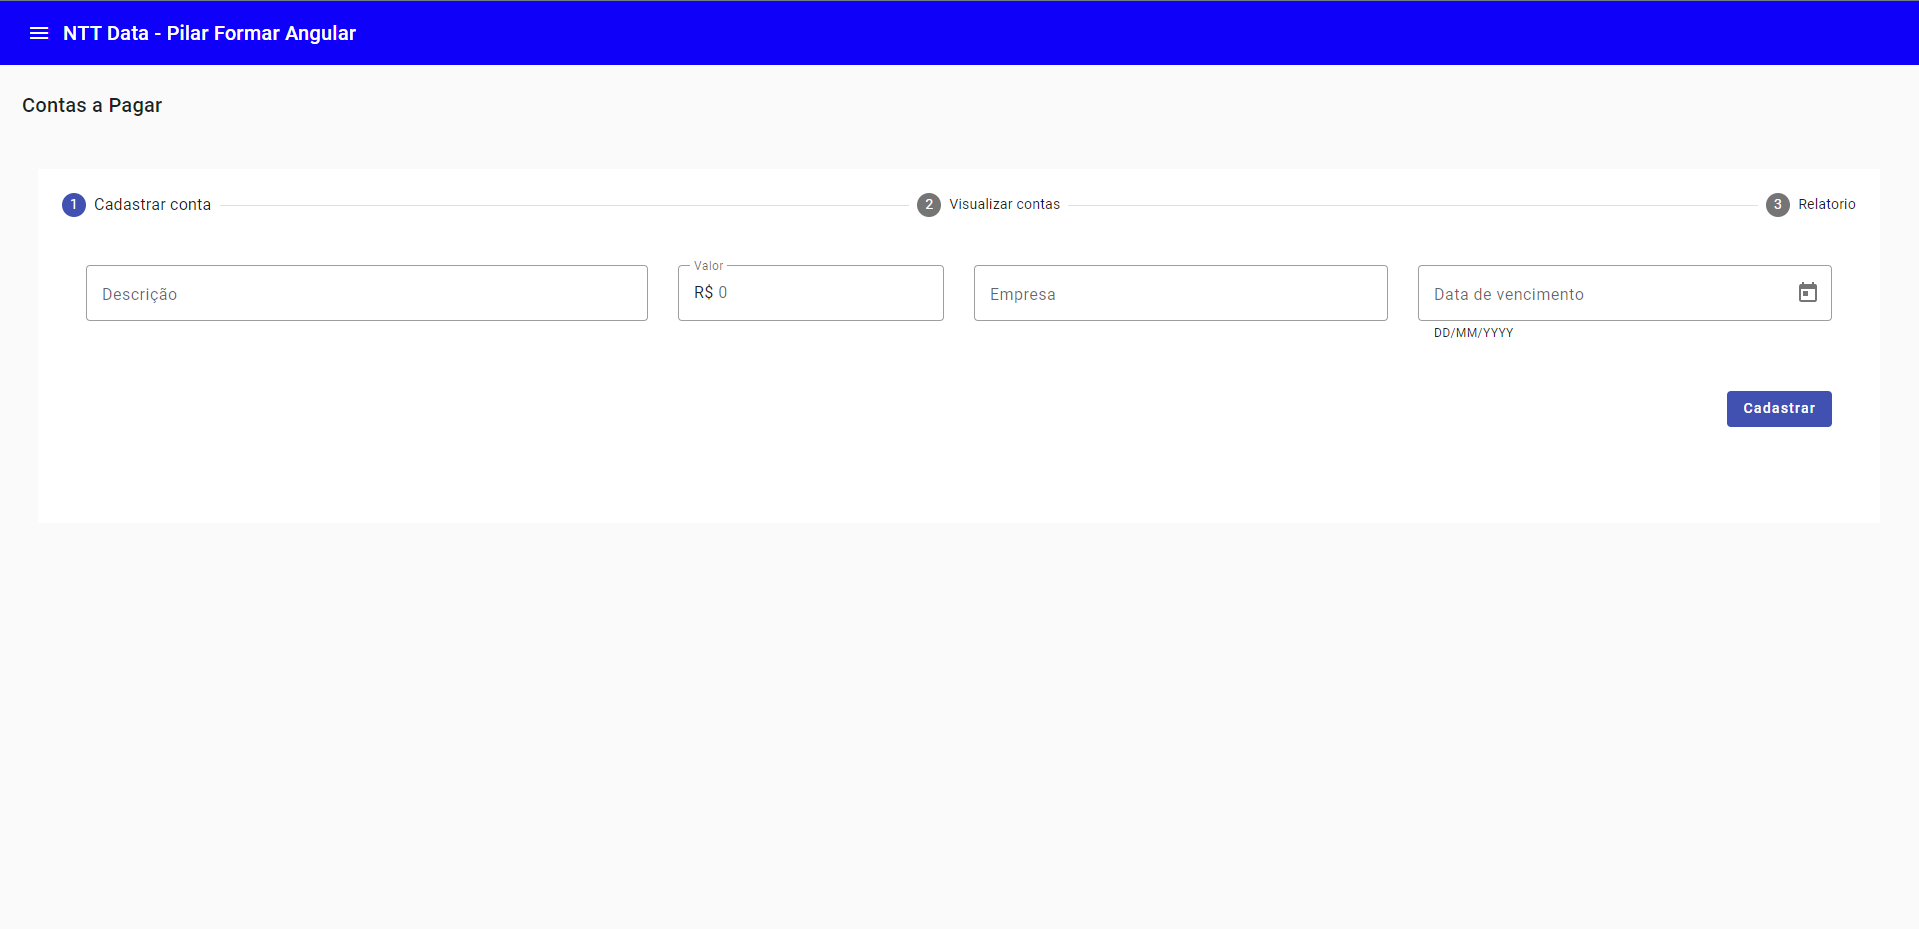 NTT Data - Pilar Formar Angular
Contas a Pagar
1 Cadastrar conta
2 Visualizar contas
3 Relatorio
Descrição
Valor
R$ 0
Empresa
Data de vencimento
DD/MM/YYYY
Cadastrar